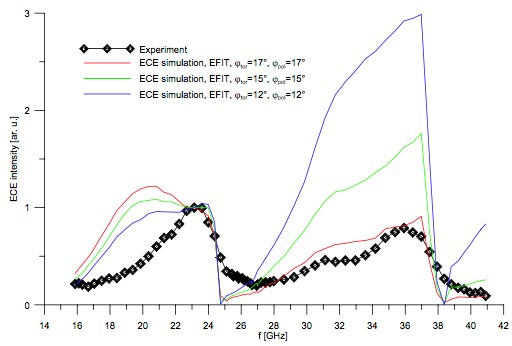 3
2
1
0
ECE intensity [ar. u.]
Experiment
ECE simulation, EFIT, φtor=17°, φpol=17°
ECE simulation, EFIT, φtor=15°, φpol=15°
ECE simulation, EFIT, φtor=12°, φpol=12°
14 16 18 20 22 24 26 28 30 32 34 36 38 40 42
f [GHz]